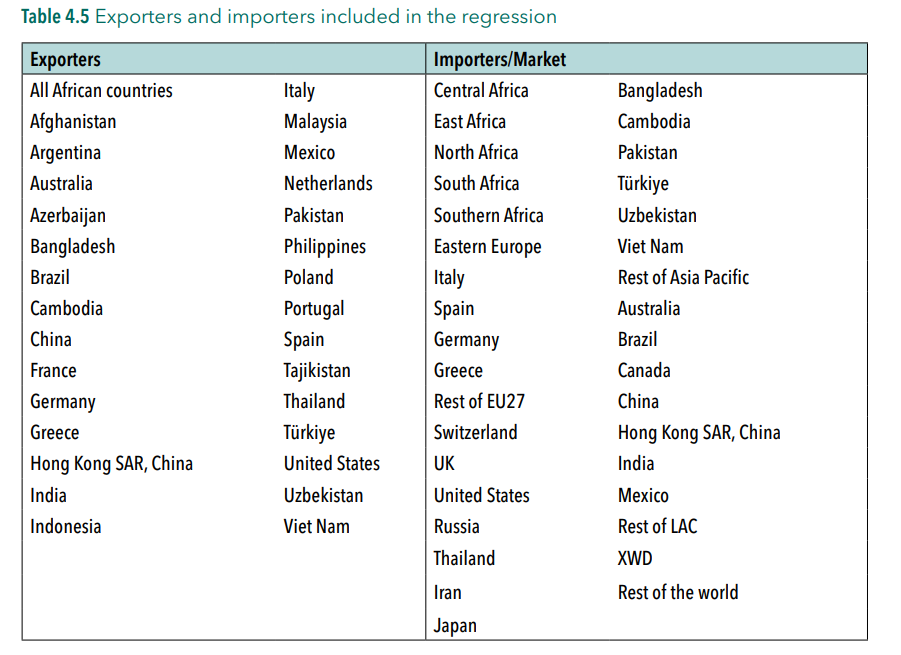 Table 4.5 Exporters and importers included in the regression
Exporters Importers/Market
All African countries Italy Central Africa Bangladesh
Afghanistan Malaysia East Africa Cambodia
Argentina Mexico North Africa Pakistan
Australia Netherlands South Africa Türkiye
Azerbaijan Pakistan Southern Africa Uzbekistan
Bangladesh Philippines Eastern Europe Viet Nam
Brazil Poland Italy Rest of Asia Pacific
Cambodia Portugal Spain Australia
China Spain Germany Brazil
France Tajikistan Greece Canada
Germany Thailand Rest of EU27 China
Greece Türkiye Switzerland Hong Kong SAR, China
Hong Kong SAR, China United States UK India
India Uzbekistan United States Mexico
Indonesia Viet Nam Russia Rest of LAC
Thailand XWD
Iran Rest of the world
Japan